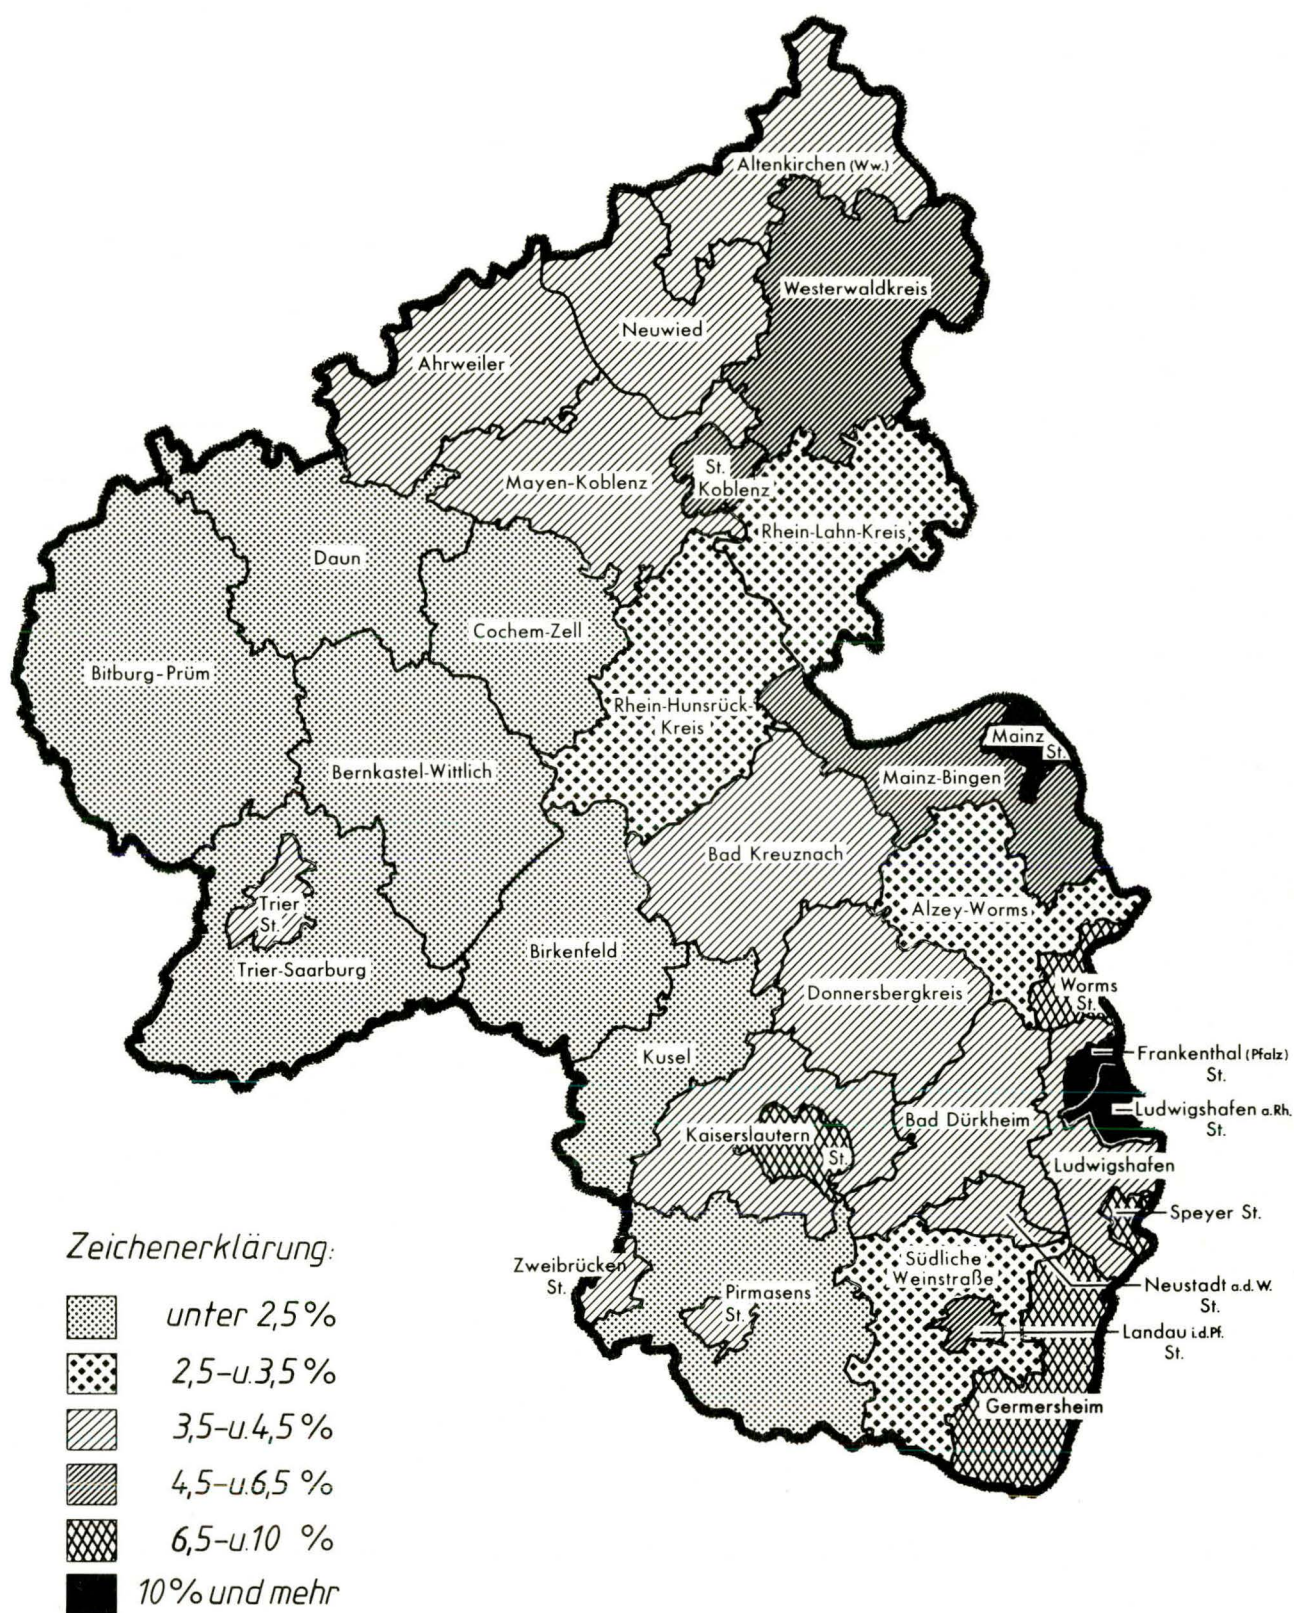 Altenkirchen (Ww.)
Westerwaldkreis
Neuwied
Ahrweiler
St.
Koblenz
Mayen-Koblenz
Rhein-Lahn-Kreis
Daun
Cochem-Zell
Bitburg-Prüm
Rhein-Hunsrück-
Kreis
Mainz
St.
Bernkastel-Wittlich
Mainz-Bingen
Bad Kreuznach
Trier
St.
Alzey-Worms
Birkenfeld
Trier-Saarburg
Donnersbergkreis
Worms
St.
Kusel
Frankenthal (Pfalz)
St.
Ludwigshafen a.Rh.
St.
Bad Dürkheim
Kaiserslautern
St.
Ludwigshafen
Speyer St.
Zweibrücken
St.
Südliche
Weinstraße
Pirmasens
St.
Neustadt a.d.W.
St.
Landau i.d.Pf.
St.
Germersheim
Zeichenerklärung:
unter 2,5 %
2,5-u.3,5 %
3,5-u.4,5 %
4,5-u.6,5 %
6,5-u.10 %
10% und mehr